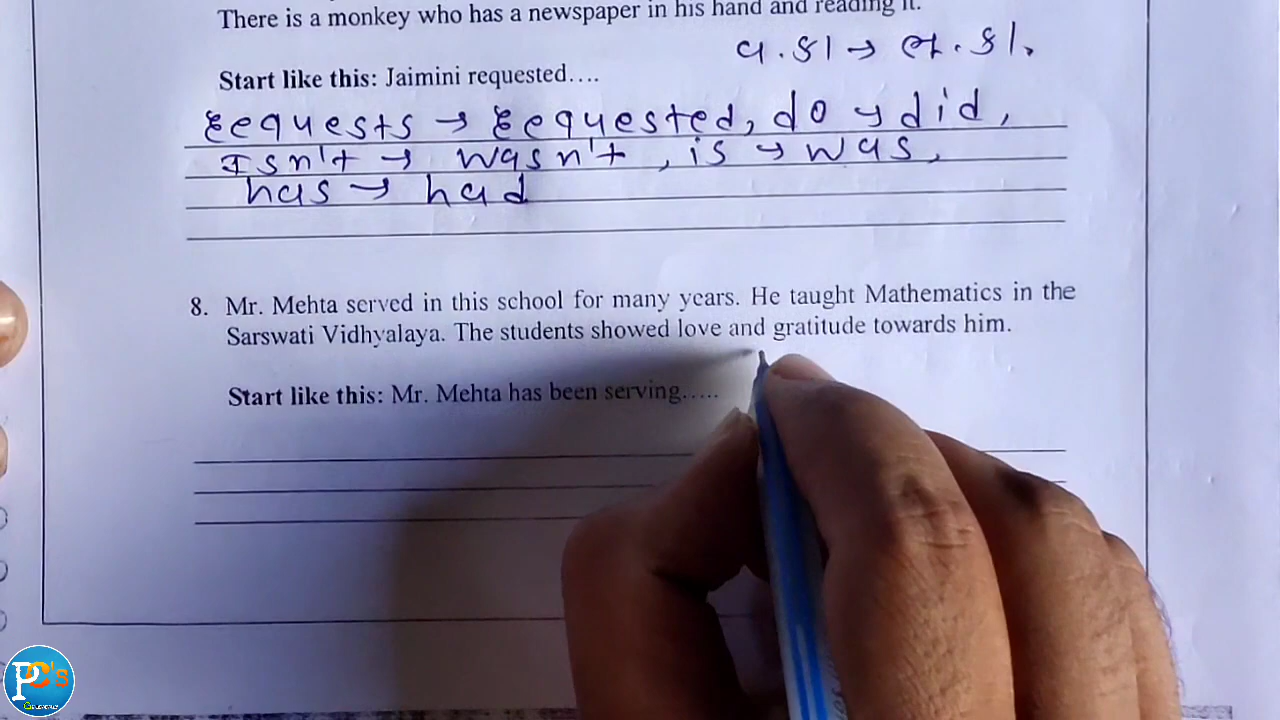 There is a monkey who has a newspaper in his hand and reading it.
વ.કા → ભૂ.કા.
Start like this: Jaimini requested....
requests → requested, do → did,
Isn't → wasn't, is → was,
has → had
8. Mr. Mehta served in this school for many years. He taught Mathematics in the
Sarswati Vidhyalaya. The students showed love and gratitude towards him.
Start like this: Mr. Mehta has been serving.....
PC's